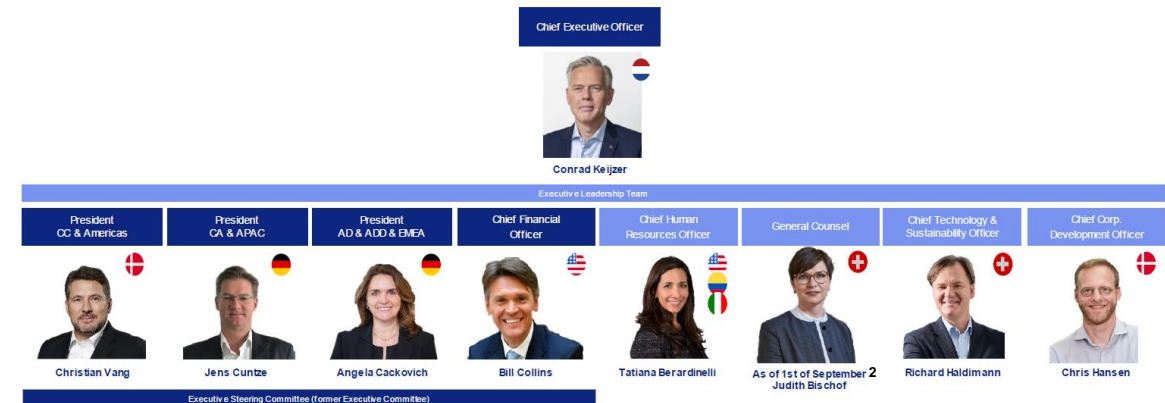 Chief Executive Officer
Conrad Keijzer
Executive Leadership Team
President
CC & Americas
President
CA & APAC
President
AD & ADD & EMEA
Chief Financial
Officer
Chief Human
Resources Officer
General Counsel
Chief Technology &
Sustainability Officer
Chief Corp.
Development Officer
Christian Vang
Jens Cuntze
Angela Cackovich
Bill Collins
Tatiana Berardinelli
As of 1st of September 2
Judith Bischof
Richard Haldimann
Chris Hansen
Executive Steering Committee (former Executive Committee)